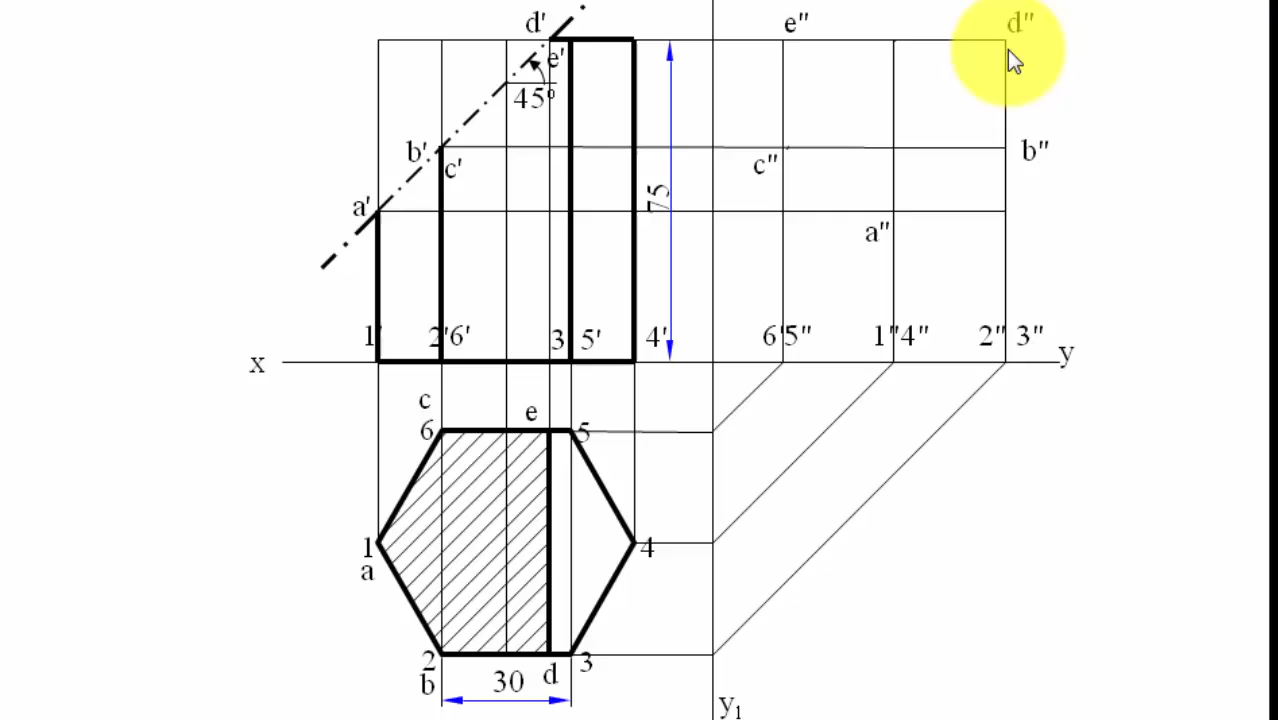 d' e" d"
e'
45°
b' c" b"
c'
75
a' a"
1' 2' 6' 3 5' 4' 6' 5" 1" 4" 2" 3"
x y
c e
6 5
1 4
a
2 3
b 30 d
y₁